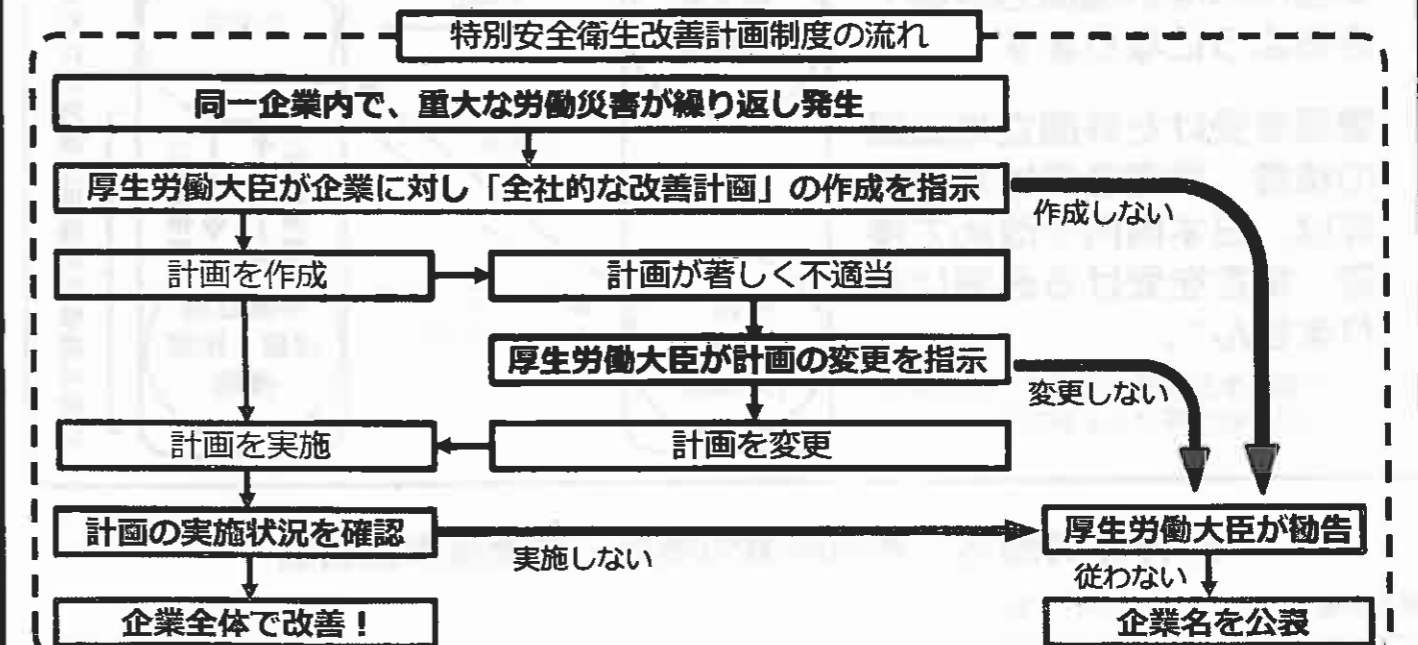 特別安全衛生改善計画制度の流れ
同一企業内で、重大な労働災害が繰り返し発生
厚生労働大臣が企業に対し「全社的な改善計画」の作成を指示
作成しない
計画を作成
計画が著しく不適当
厚生労働大臣が計画の変更を指示
変更しない
計画を実施
計画を変更
計画の実施状況を確認
実施しない
厚生労働大臣が勧告
従わない
企業全体で改善！
企業名を公表